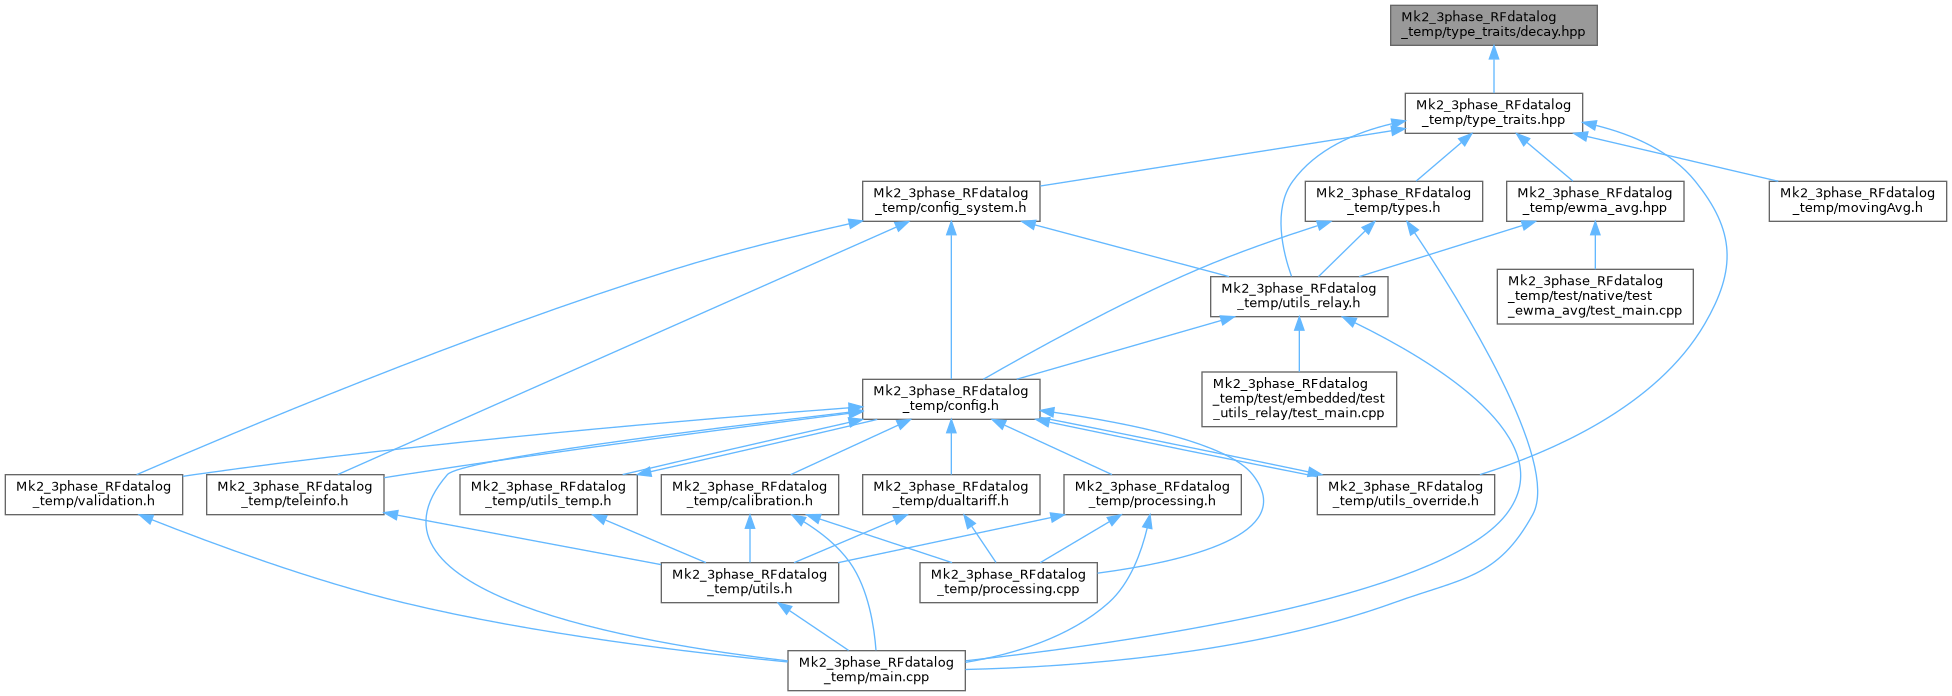 Mk2_3phase_RFdatalog
_temp/type_traits/decay.hpp
Mk2_3phase_RFdatalog
_temp/type_traits.hpp
Mk2_3phase_RFdatalog
_temp/config_system.h
Mk2_3phase_RFdatalog
_temp/types.h
Mk2_3phase_RFdatalog
_temp/ewma_avg.hpp
Mk2_3phase_RFdatalog
_temp/movingAvg.h
Mk2_3phase_RFdatalog
_temp/utils_relay.h
Mk2_3phase_RFdatalog
_temp/test/native/test
_ewma_avg/test_main.cpp
Mk2_3phase_RFdatalog
_temp/config.h
Mk2_3phase_RFdatalog
_temp/test/embedded/test
_utils_relay/test_main.cpp
Mk2_3phase_RFdatalog
_temp/validation.h
Mk2_3phase_RFdatalog
_temp/teleinfo.h
Mk2_3phase_RFdatalog
_temp/utils_temp.h
Mk2_3phase_RFdatalog
_temp/calibration.h
Mk2_3phase_RFdatalog
_temp/dualtariff.h
Mk2_3phase_RFdatalog
_temp/processing.h
Mk2_3phase_RFdatalog
_temp/utils_override.h
Mk2_3phase_RFdatalog
_temp/utils.h
Mk2_3phase_RFdatalog
_temp/processing.cpp
Mk2_3phase_RFdatalog
_temp/main.cpp